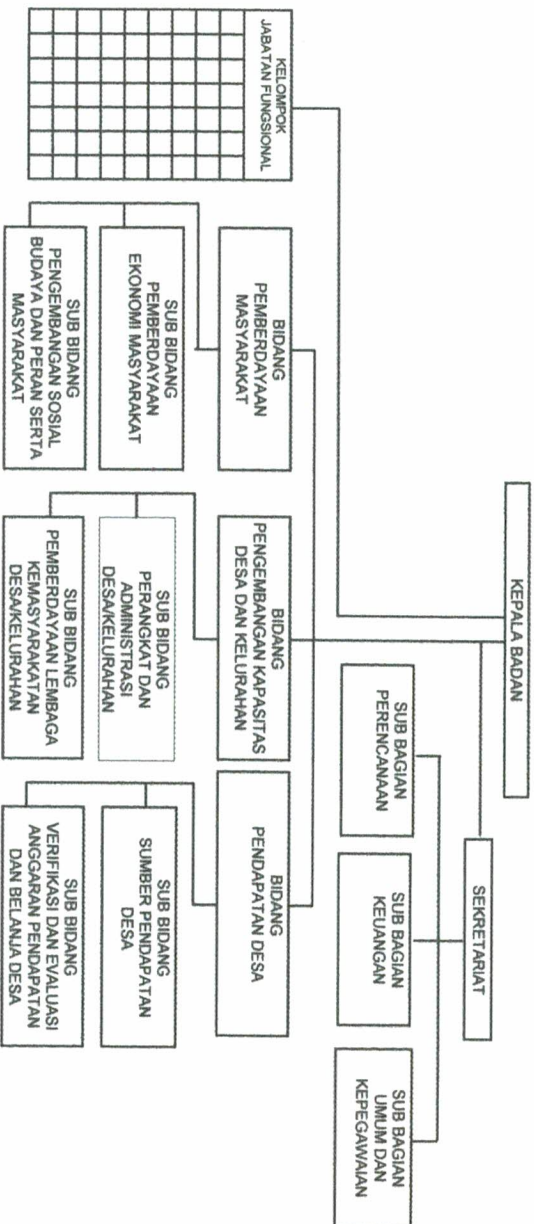 KEPALA BADAN
SEKRETARIAT
SUB BAGIAN
PERENCANAAN
SUB BAGIAN
KEUANGAN
SUB BAGIAN
UMUM DAN
KEPEGAWAIAN
KELOMPOK
JABATAN FUNGSIONAL
BIDANG
PEMBERDAYAAN
MASYARAKAT
BIDANG
PENGEMBANGAN KAPASITAS
DESA DAN KELURAHAN
BIDANG
PENDAPATAN DESA
SUB BIDANG
PEMBERDAYAAN
EKONOMI MASYARAKAT
SUB BIDANG
PERANGKAT DAN
ADMINISTRASI
DESA/KELURAHAN
SUB BIDANG
SUMBER PENDAPATAN
DESA
SUB BIDANG
PENGEMBANGAN SOSIAL
BUDAYA DAN PERAN SERTA
MASYARAKAT
SUB BIDANG
PEMBERDAYAAN LEMBAGA
KEMASYARAKATAN
DESA/KELURAHAN
SUB BIDANG
VERIFIKASI DAN EVALUASI
ANGGARAN PENDAPATAN
DAN BELANJA DESA